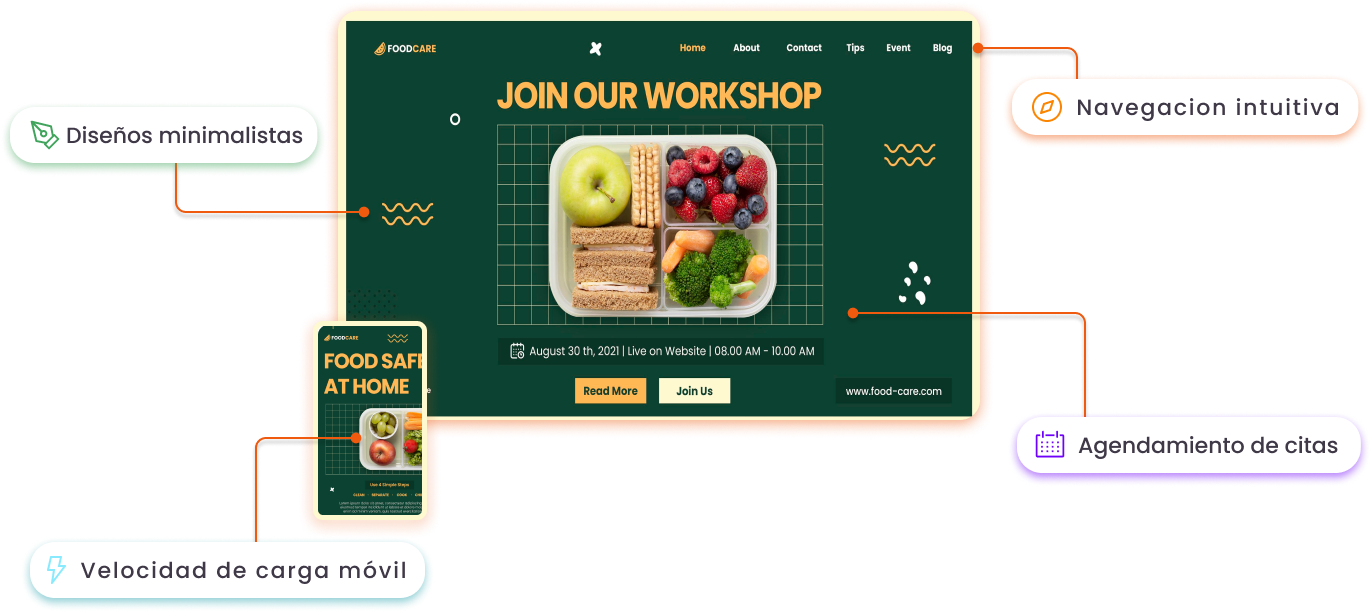 FOODCARE
Home About Contact Tips Event Blog
JOIN OUR WORKSHOP
Navegacion intuitiva
Diseños minimalistas
August 30 th, 2021 | Live on Website | 08.00 AM - 10.00 AM
Read More Join Us www.food-care.com
FOODCARE
FOOD SAFE
AT HOME
Use 4 Simple Steps
CLEAN SEPARATE COOK
Agendamiento de citas
Velocidad de carga móvil